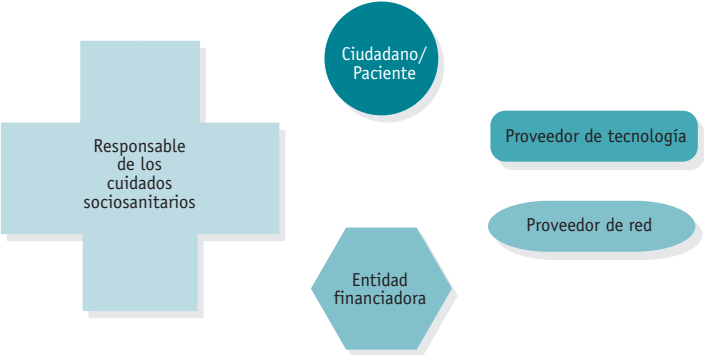 Responsable
de los
cuidados
sociosanitarios
Ciudadano/
Paciente
Proveedor de tecnología
Proveedor de red
Entidad
financiadora